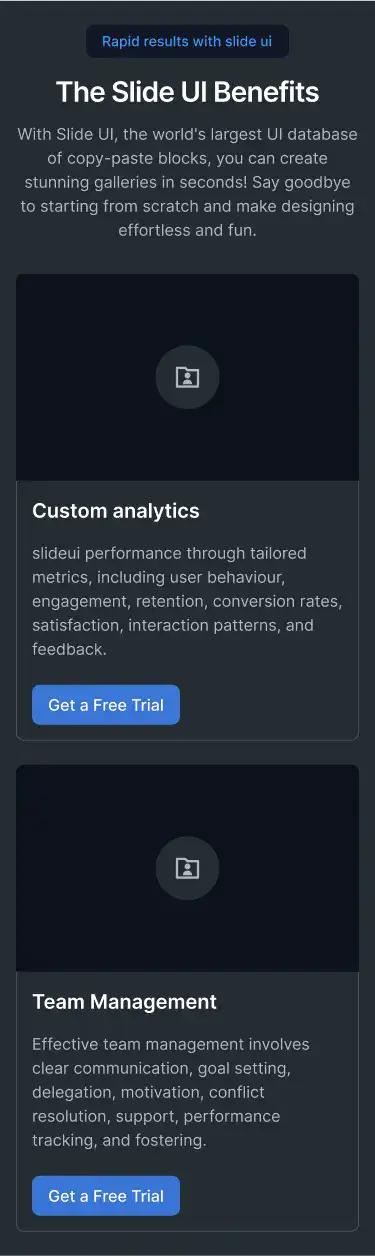 Rapid results with slide ui
The Slide UI Benefits
With Slide UI, the world's largest UI database
of copy-paste blocks, you can create
stunning galleries in seconds! Say goodbye
to starting from scratch and make designing
effortless and fun.
Custom analytics
slideui performance through tailored
metrics, including user behaviour,
engagement, retention, conversion rates,
satisfaction, interaction patterns, and
feedback.
Get a Free Trial
Team Management
Effective team management involves
clear communication, goal setting,
delegation, motivation, conflict
resolution, support, performance
tracking, and fostering.
Get a Free Trial